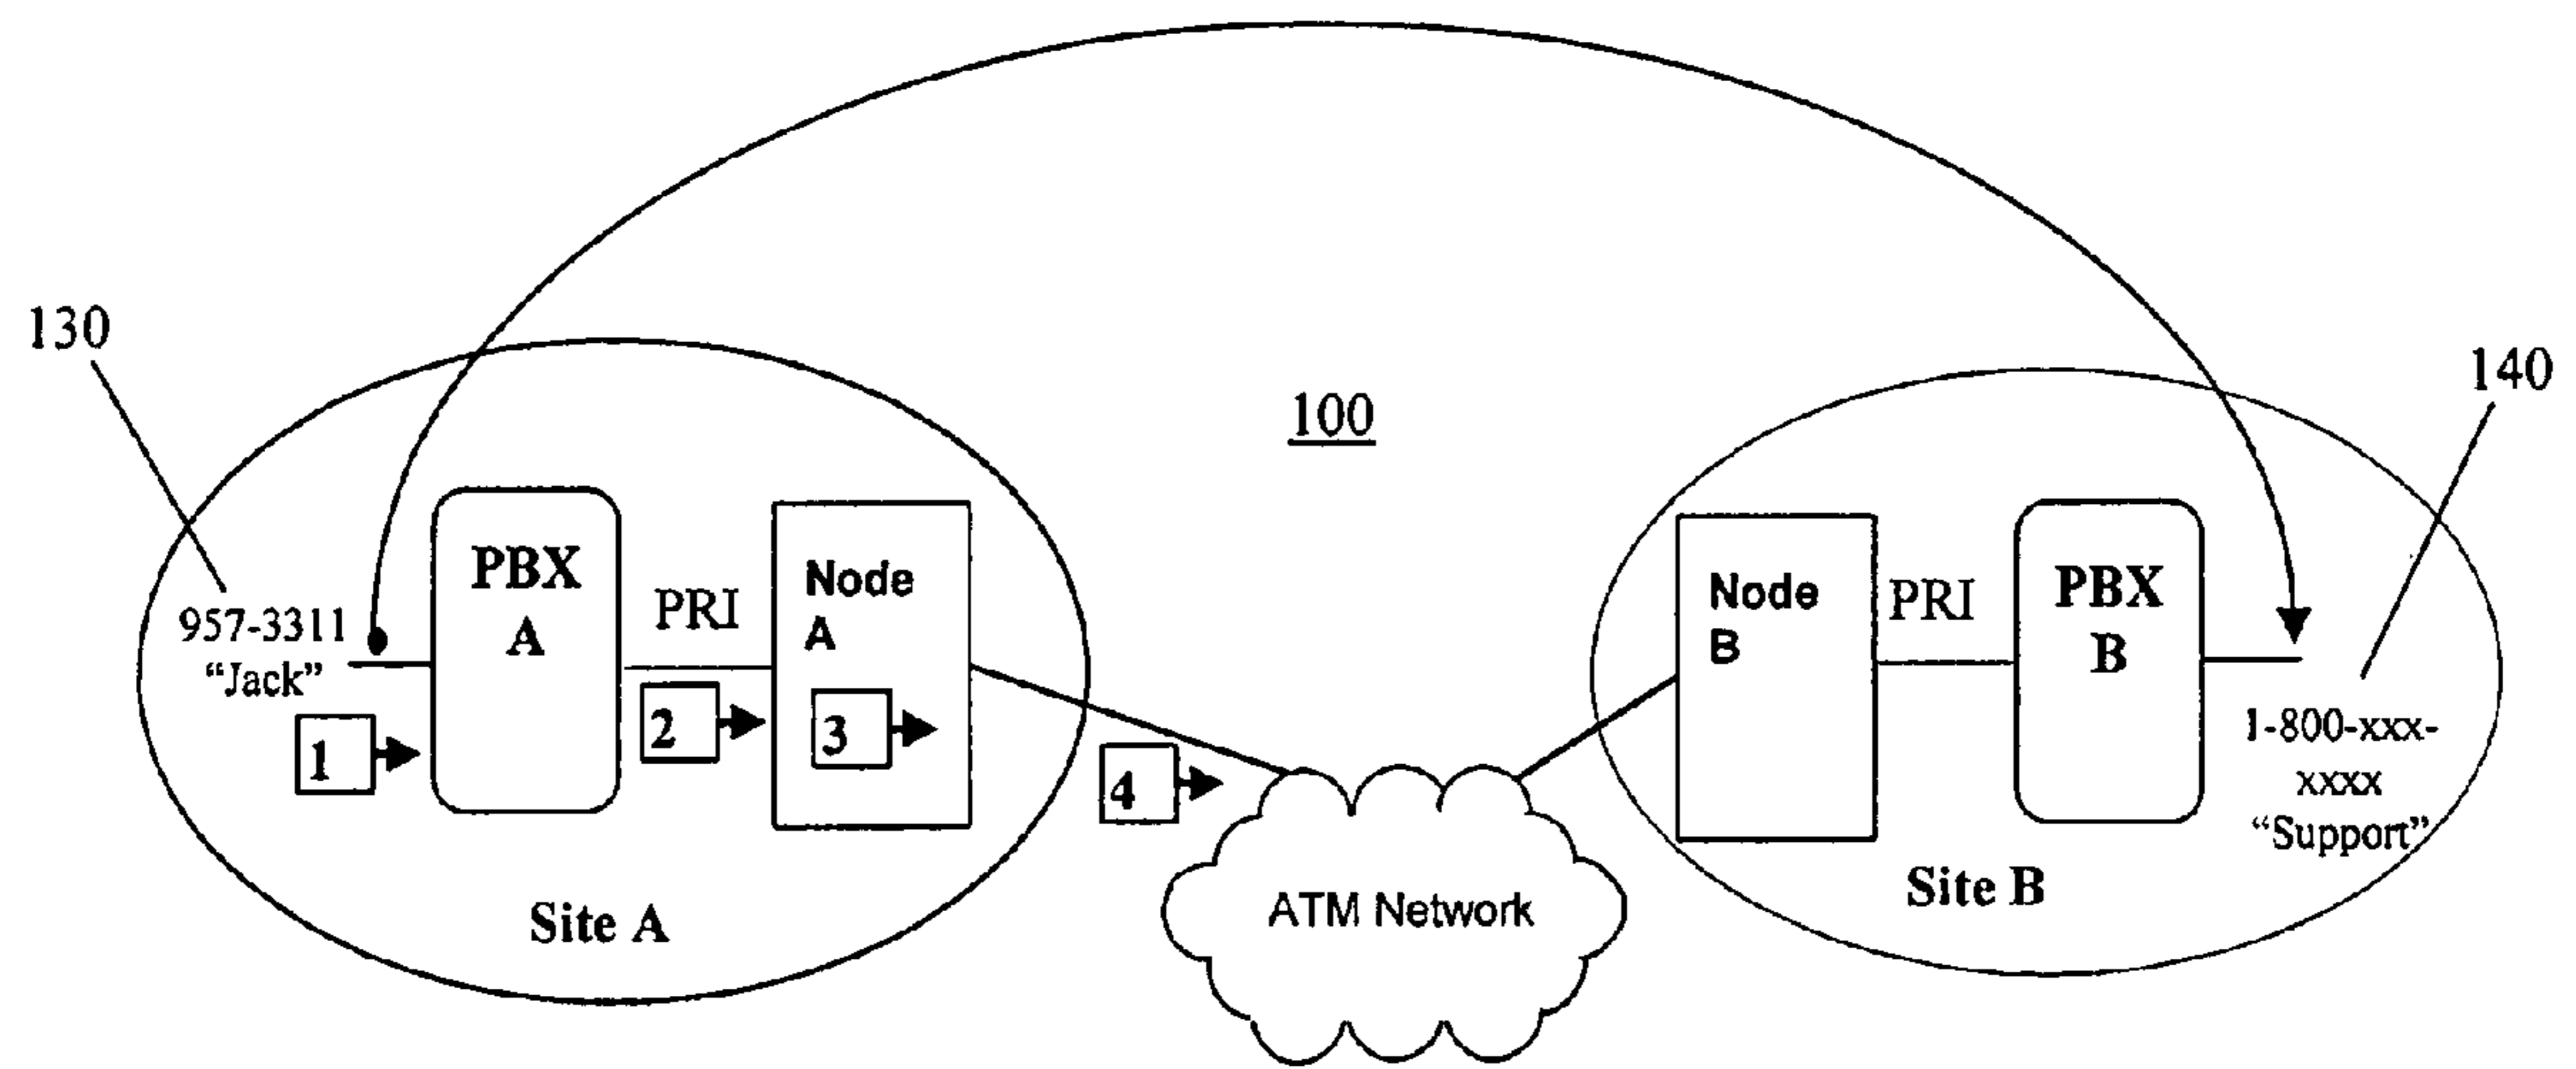 130
140
100
957-3311
“Jack”
PBX
A
PRI
Node
A
1
2
3
4
Site A
ATM Network
Node
B
PRI
PBX
B
1-800-xxx-
xxxx
“Support”
Site B